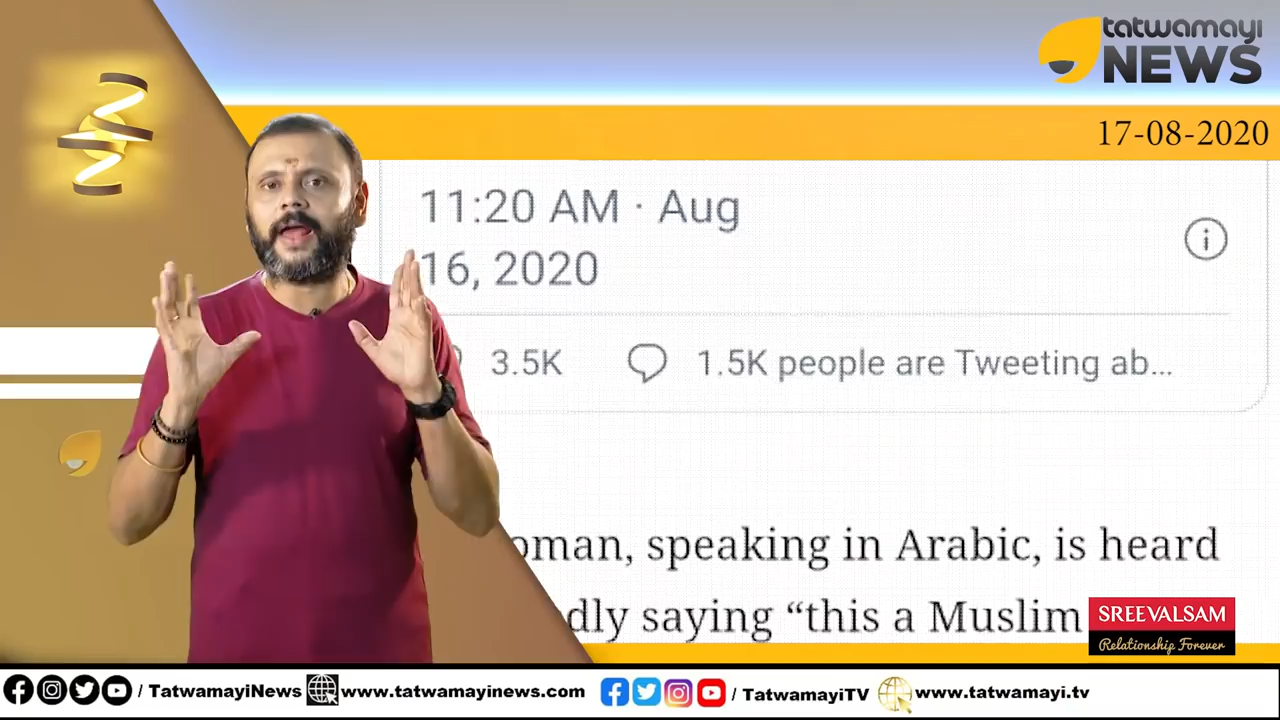 tatwamayi
NEWS
17-08-2020
11:20 AM · Aug
16, 2020
3.5K 1.5K people are Tweeting ab...
speaking in Arabic, is heard
saying “this a Muslim
SREEVALSAM
Relationship Forever
/ TatwamayiNews www.tatwamayinews.com / TatwamayiTV www.tatwamayi.tv